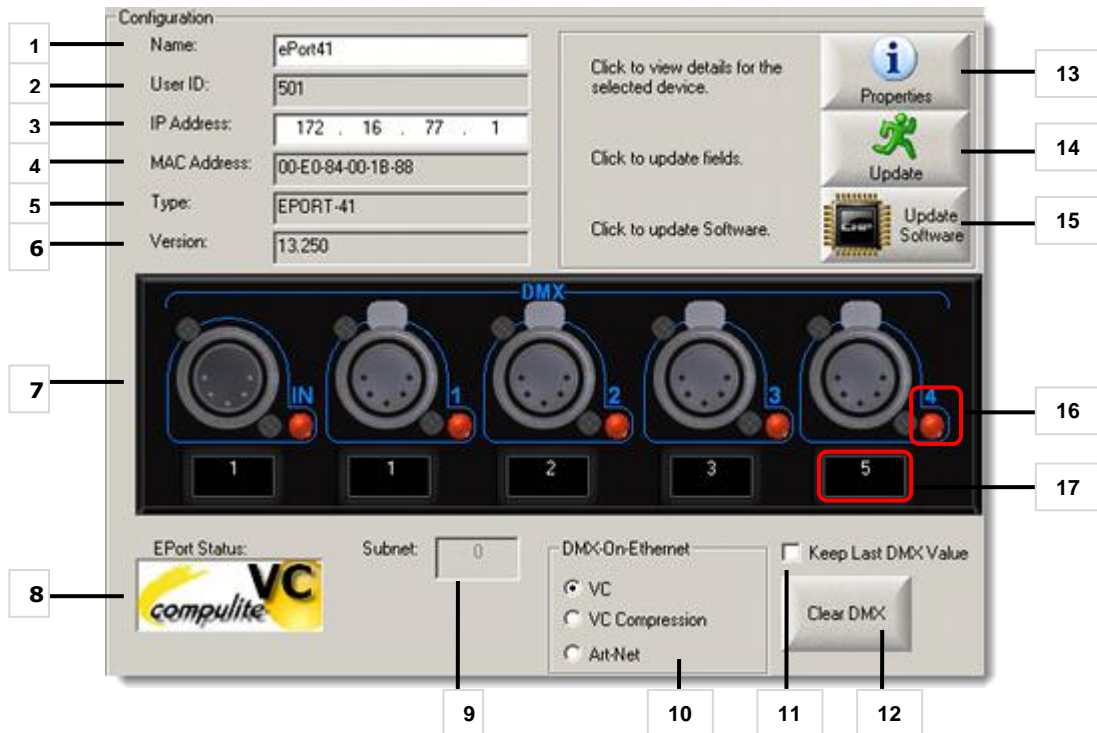 Configuration
1 Name: ePort41
2 User ID: 501
3 IP Address: 172 . 16 . 77 . 1
4 MAC Address: 00-E0-84-00-1B-88
5 Type: EPORT-41
6 Version: 13.250
Click to view details for the
selected device.
Properties 13
Click to update fields.
Update 14
Click to update Software.
CHIP
Update
Software 15
DMX
7
IN 1 2 3 4 16
1 1 2 3 5 17
EPort Status:
VC
compulite
8
Subnet: 0
9
DMX-On-Ethernet
VC
VC Compression
Art-Net
10
Keep Last DMX Value
11
Clear DMX
12